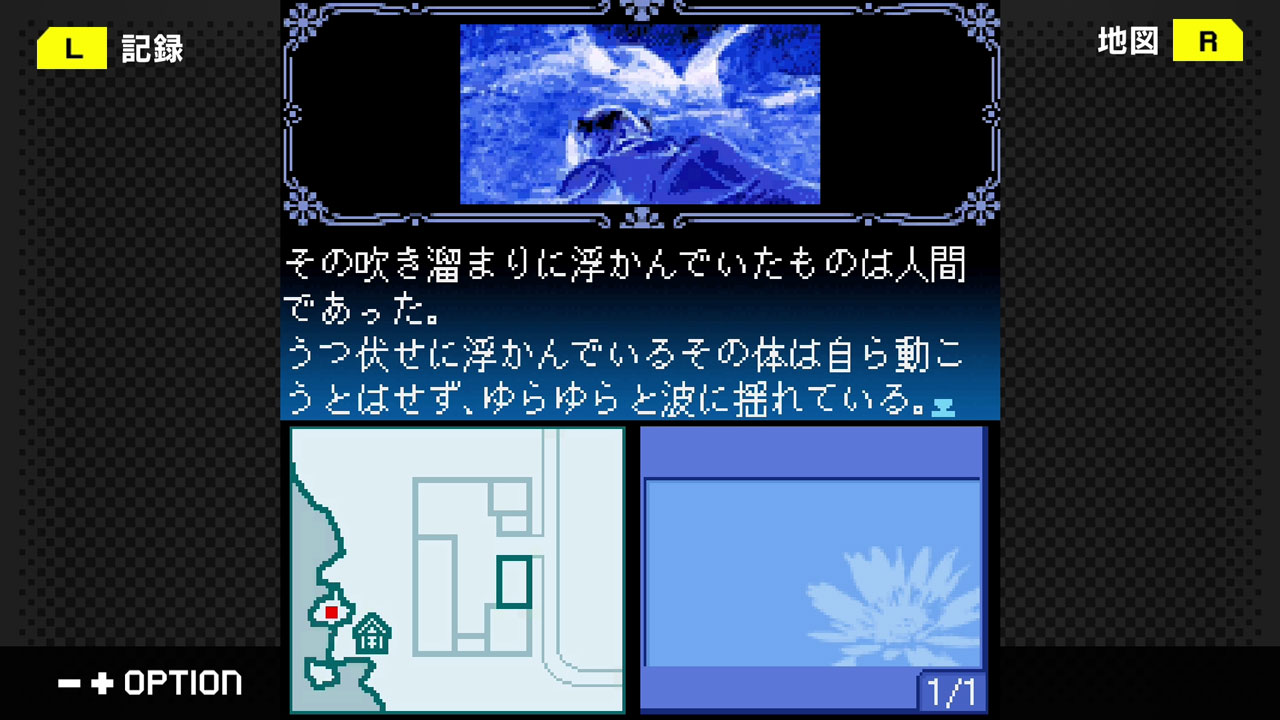 L 記録
地図 R
その吹き溜まりに浮かんでいたものは人間
であった。
うつ伏せに浮かんでいるその体は自ら動こ
うとはせず、ゆらゆらと波に揺れている。
1/1
− + OPTION